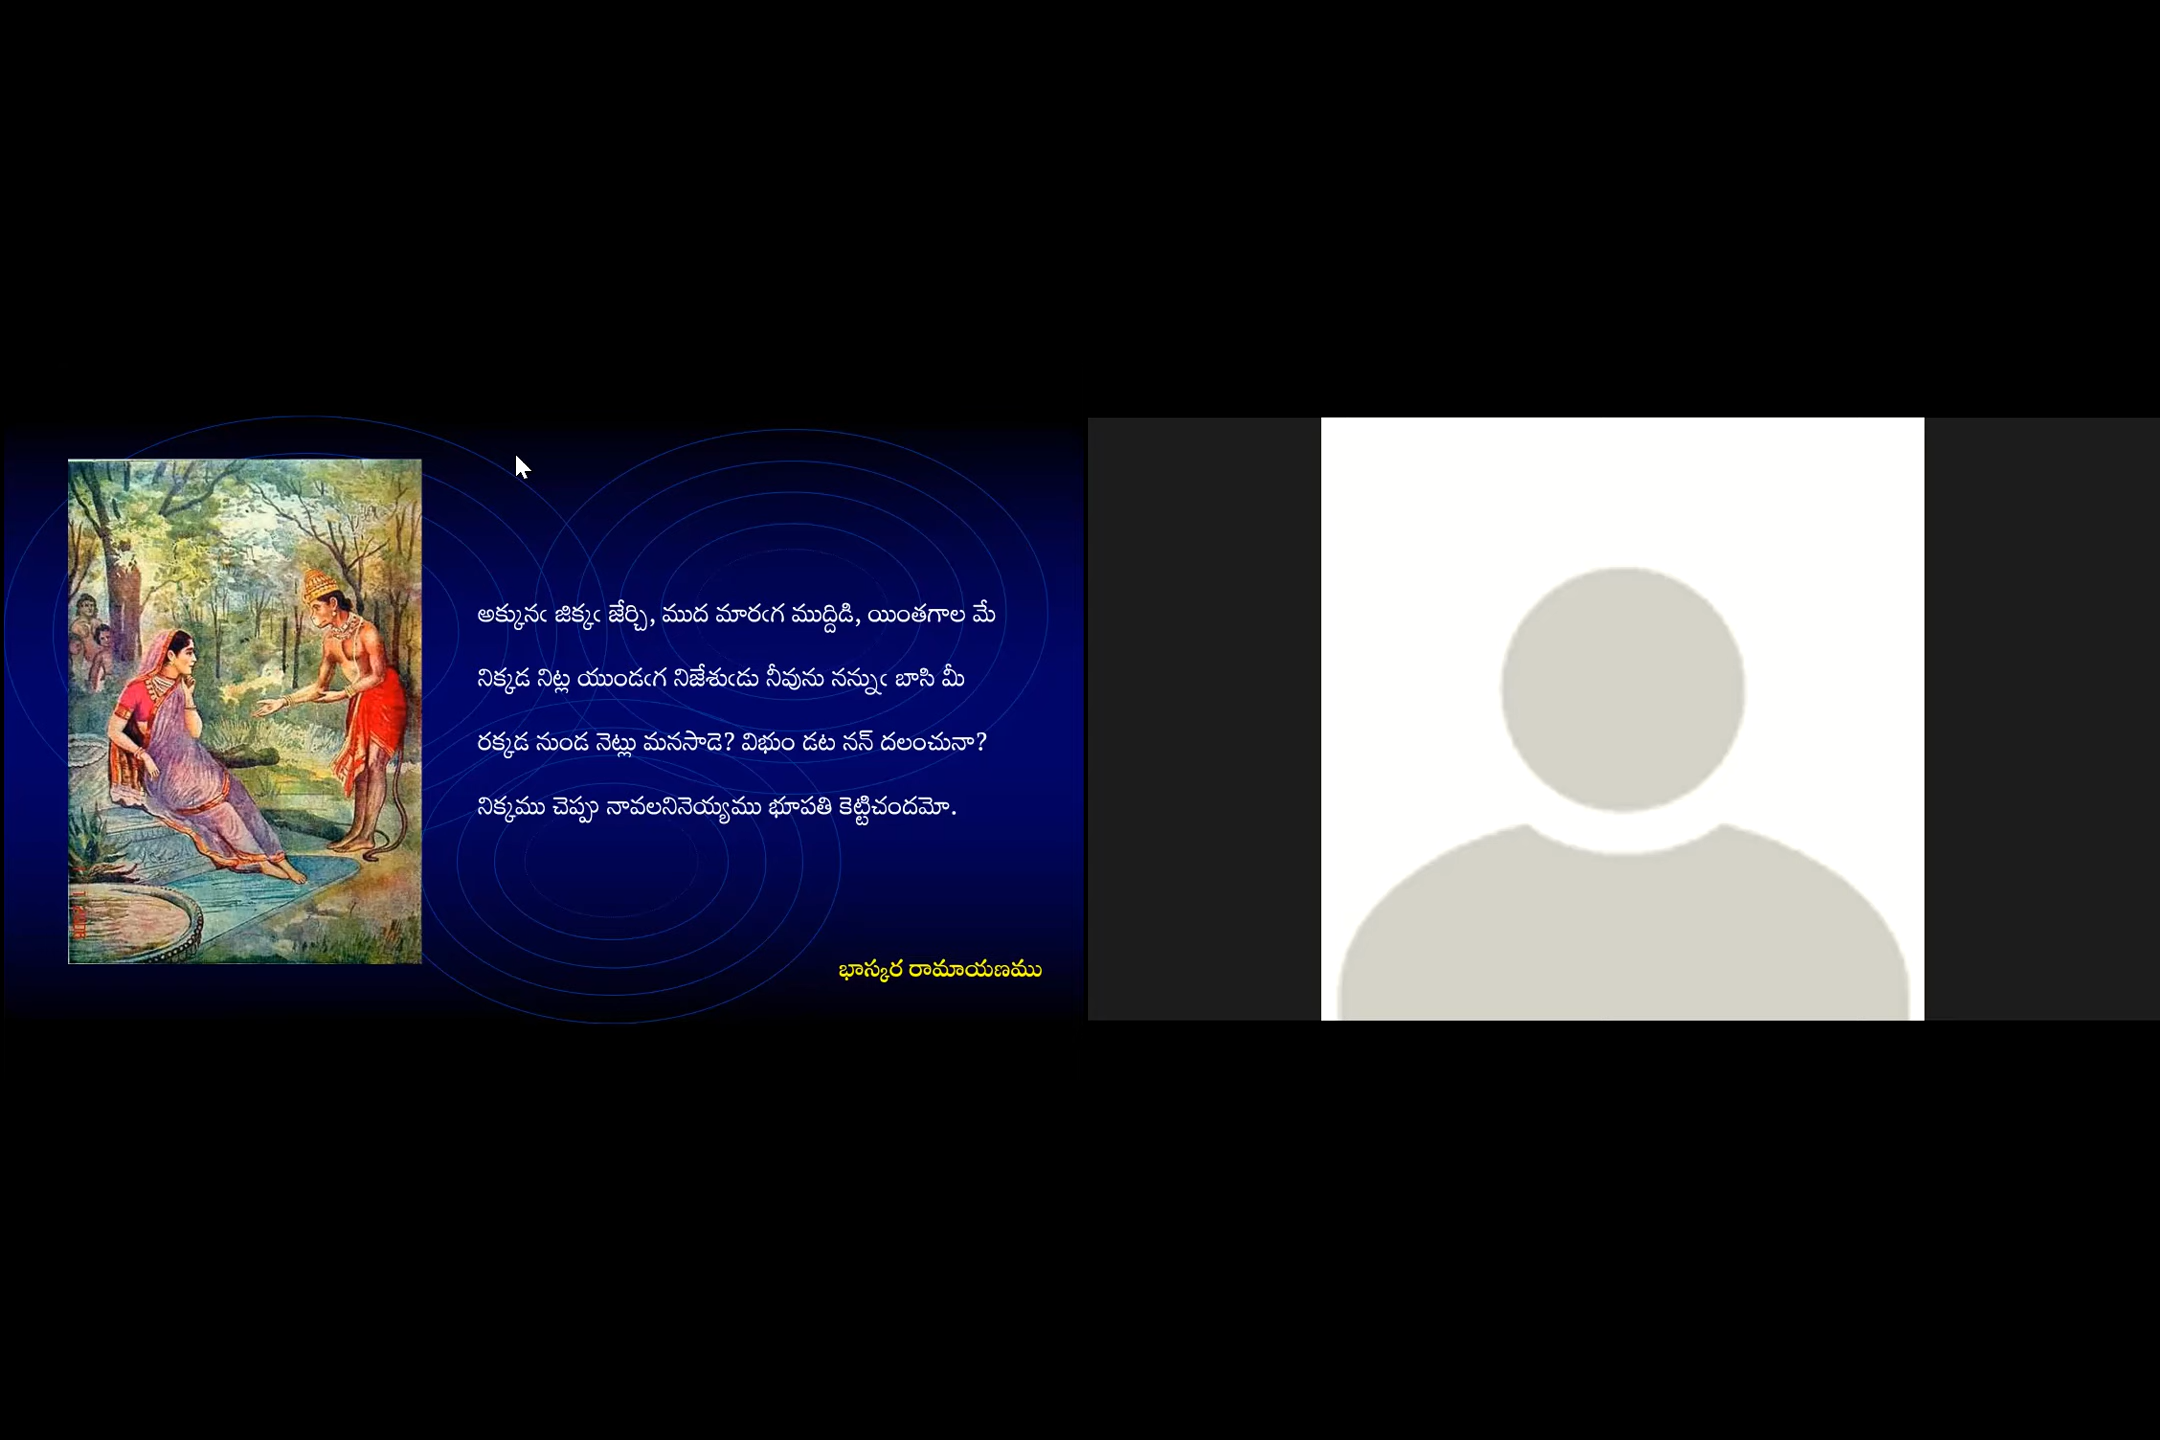 అక్కునఁ జిక్కఁ జేర్చి, ముద మారఁగ ముద్దిడి, యింతగాల మే
నిక్కడ నిట్ల యుండఁగ నిజేశుఁడు నీవును నన్నుఁ బాసి మీ
రక్కడ నుండ నెట్లు మనసాడె? విభుం డట నన్ దలంచునా?
నిక్కము చెప్పు నావలనినెయ్యము భూపతి కెట్టిచందమో.
భాస్కర రామాయణము